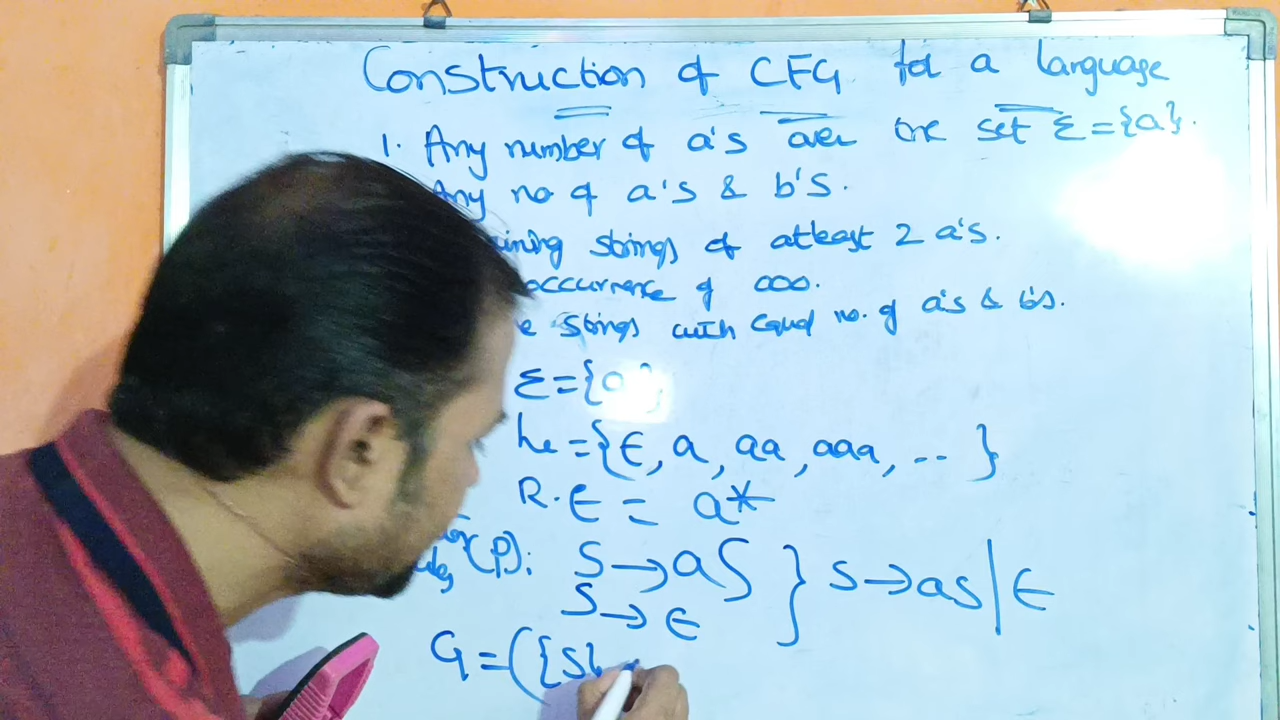 Construction of CFG for a language
1. Any number of a's over the set Σ={a}.
Any no of a's & b's.
strings of atleast 2 a's.
occurrence of 000.
strings with equal no. of a's & b's.
Σ={a}
L={ϵ, a, aa, aaa, .. }
R.E = a*
(P): S→aS } S→aS|ϵ
S→ϵ
G=({S},